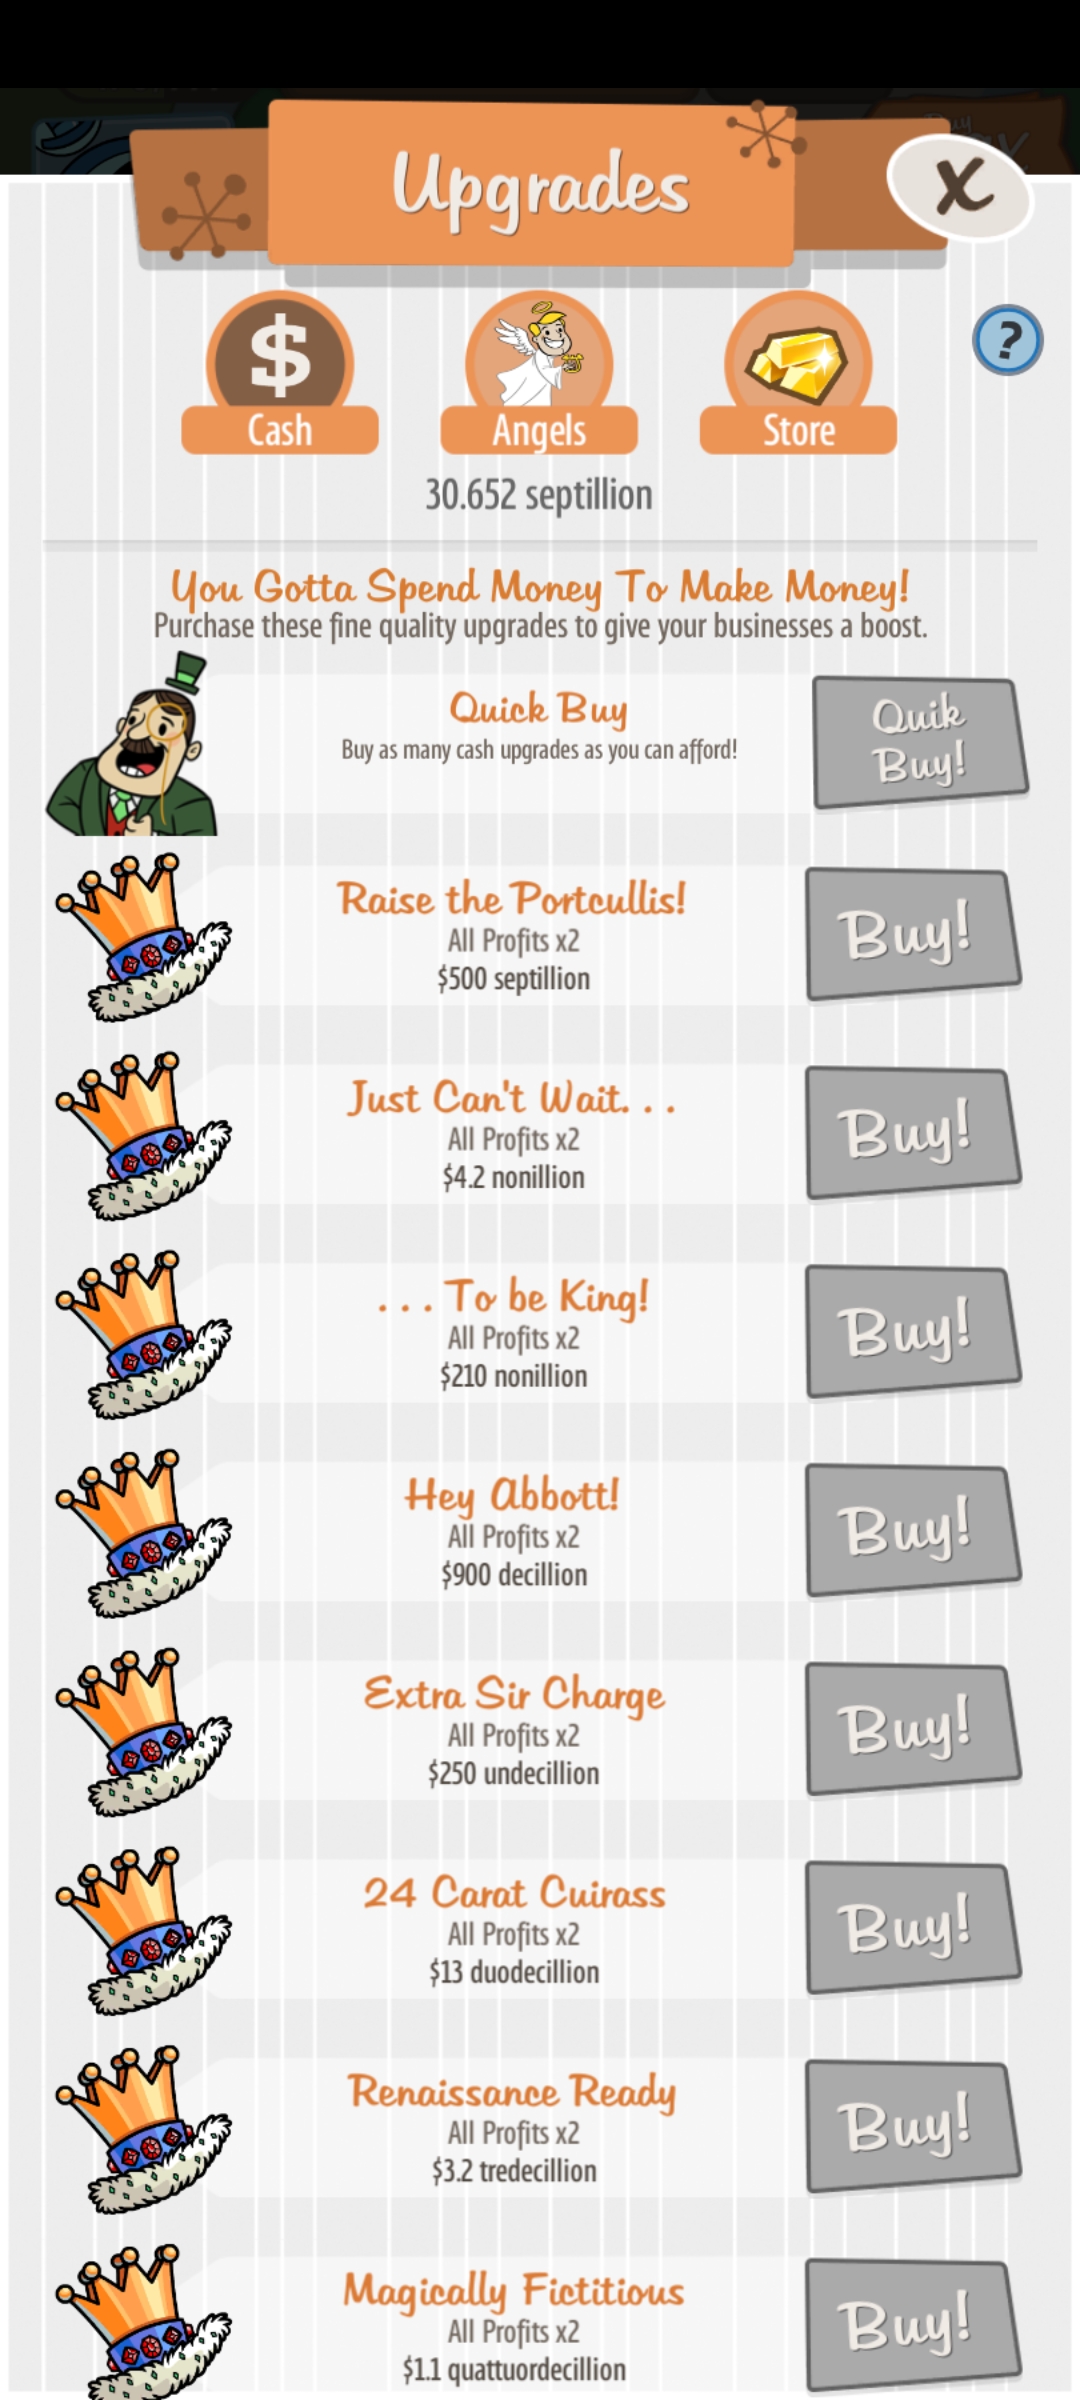 Upgrades
X
$
Cash
Angels
Store
?
30.652 septillion
You Gotta Spend Money To Make Money!
Purchase these fine quality upgrades to give your businesses a boost.
Quick Buy
Buy as many cash upgrades as you can afford!
Quik
Buy!
Raise the Portcullis!
All Profits x2
$500 septillion
Buy!
Just Can't Wait. . .
All Profits x2
$4.2 nonillion
Buy!
. . . To be King!
All Profits x2
$210 nonillion
Buy!
Hey Abbott!
All Profits x2
$900 decillion
Buy!
Extra Sir Charge
All Profits x2
$250 undecillion
Buy!
24 Carat Cuirass
All Profits x2
$13 duodecillion
Buy!
Renaissance Ready
All Profits x2
$3.2 tredecillion
Buy!
Magically Fictitious
All Profits x2
$1.1 quattuordecillion
Buy!